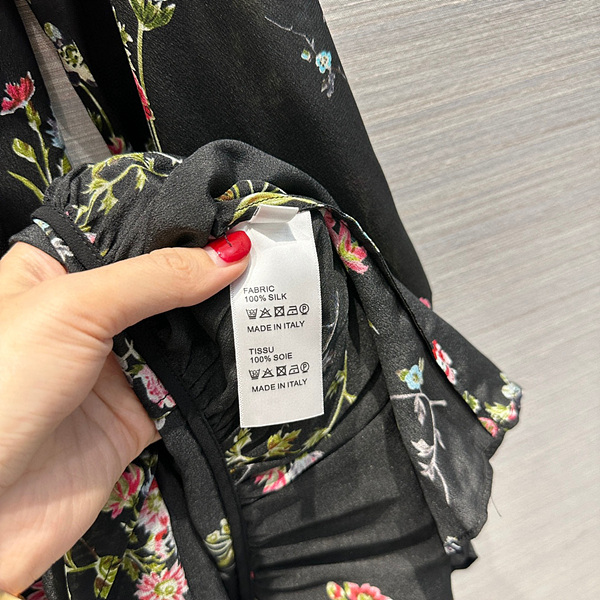 FABRIC
100% SILK
MADE IN ITALY
TISSU
100% SOIE
MADE IN ITALY